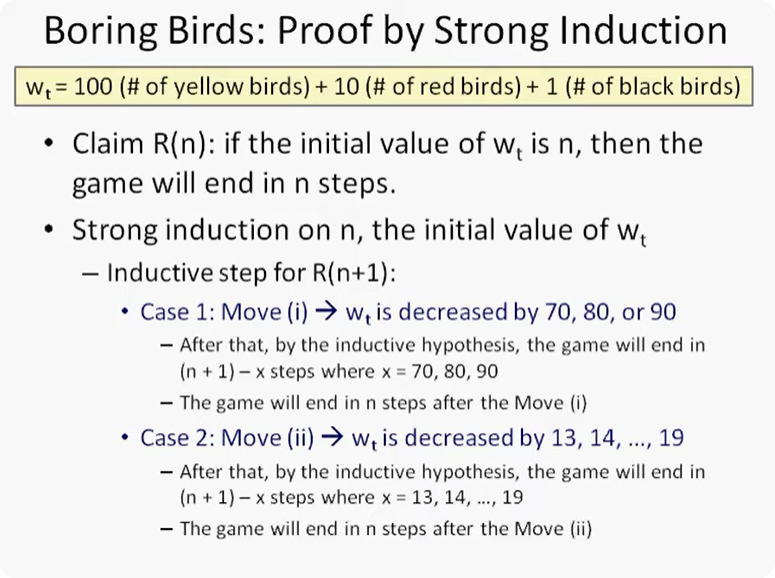 Boring Birds: Proof by Strong Induction
wₜ = 100 (# of yellow birds) + 10 (# of red birds) + 1 (# of black birds)
• Claim R(n): if the initial value of wₜ is n, then the
game will end in n steps.
• Strong induction on n, the initial value of wₜ
– Inductive step for R(n+1):
• Case 1: Move (i) → wₜ is decreased by 70, 80, or 90
– After that, by the inductive hypothesis, the game will end in
(n + 1) – x steps where x = 70, 80, 90
– The game will end in n steps after the Move (i)
• Case 2: Move (ii) → wₜ is decreased by 13, 14, ..., 19
– After that, by the inductive hypothesis, the game will end in
(n + 1) – x steps where x = 13, 14, ..., 19
– The game will end in n steps after the Move (ii)